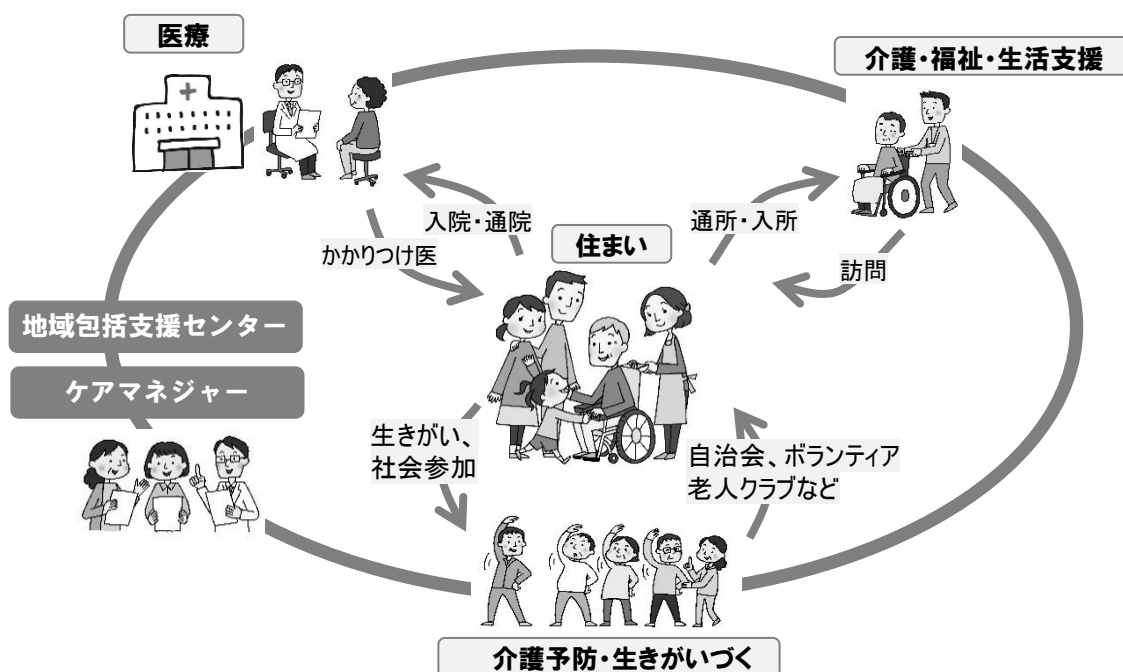 医療
介護・福祉・生活支援
入院・通院
通所・入所
かかりつけ医
住まい
訪問
地域包括支援センター
ケアマネジャー
生きがい、
社会参加
自治会、ボランティア
老人クラブなど
介護予防・生きがいづく